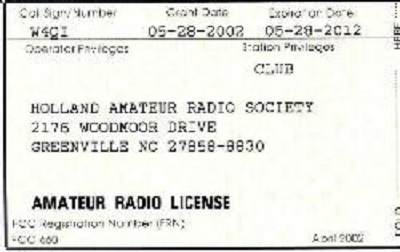 Call Sign/Number Grant Date Expiration Date
W4GI 05-28-2002 05-28-2012
Operator Privileges Station Privileges
CLUB
HOLLAND AMATEUR RADIO SOCIETY
2176 WOODMOOR DRIVE
GREENVILLE NC 27858-8830
AMATEUR RADIO LICENSE
FCC Registration Number (FRN)
FCC 660 April 2002
HERE